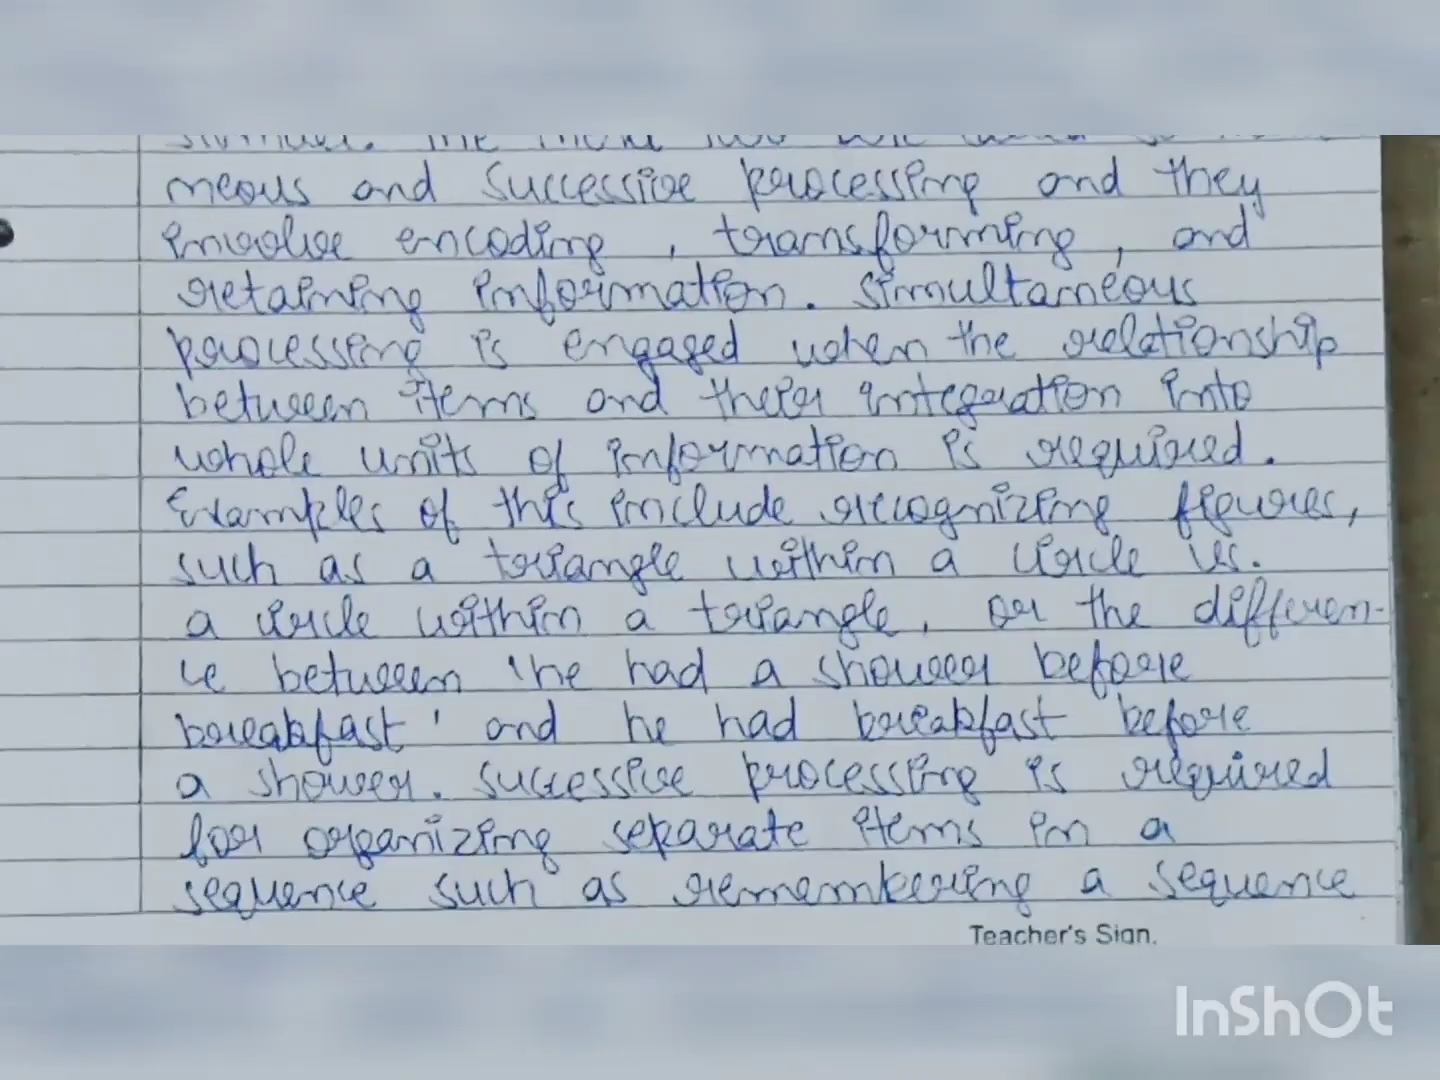 meous and successive processing and they
involve encoding, transforming, and
retaining information. simultaneous
processing is engaged when the relationship
between items and their integration into
whole units of information is required.
Examples of this include recognizing figures,
such as a triangle within a circle vs.
a circle within a triangle, or the differen-
ce between 'he had a shower before
breakfast' and he had breakfast before
a shower. successive processing is required
for organizing separate items in a
sequence such as remembering a sequence
Teacher's Sign.
InShOt